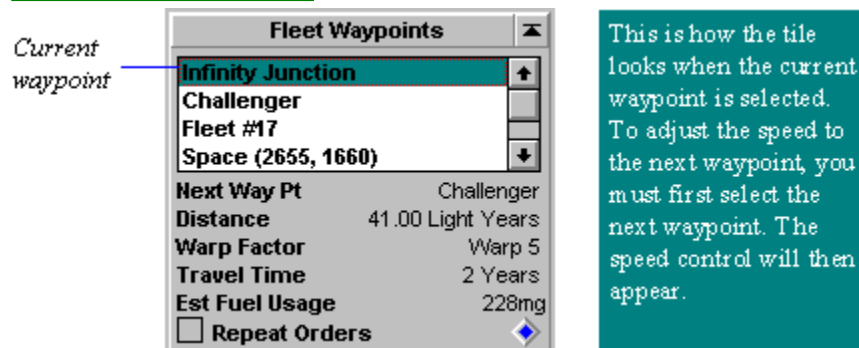 Current
waypoint
Fleet Waypoints
Infinity Junction
Challenger
Fleet #17
Space (2655, 1660)
Next Way Pt Challenger
Distance 41.00 Light Years
Warp Factor Warp 5
Travel Time 2 Years
Est Fuel Usage 228mg
Repeat Orders
This is how the tile
looks when the current
waypoint is selected.
To adjust the speed to
the next waypoint, you
must first select the
next waypoint. The
speed control will then
appear.